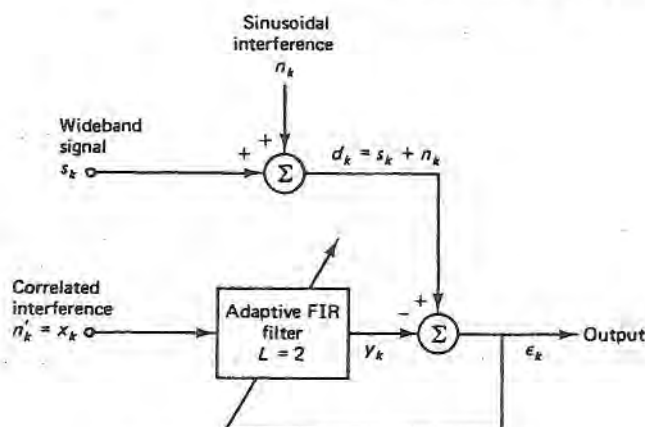 Sinusoidal
interference
n_k
Wideband
signal
s_k
+
+
Σ
d_k = s_k + n_k
Correlated
interference
n'_k = x_k
Adaptive FIR
filter
L = 2
y_k
-
+
Σ
ϵ_k
Output